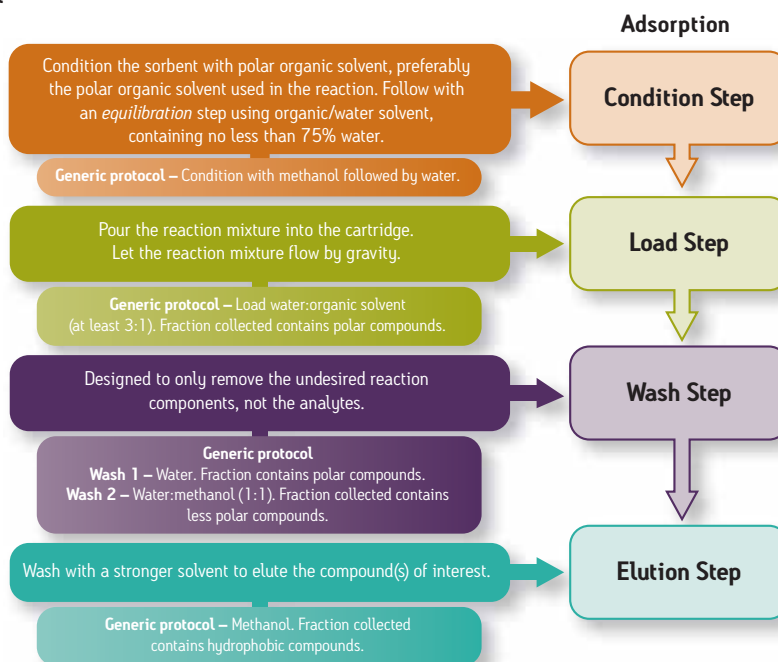 Adsorption
Condition the sorbent with polar organic solvent, preferably
the polar organic solvent used in the reaction. Follow with
an equilibration step using organic/water solvent,
containing no less than 75% water.
Condition Step
Generic protocol – Condition with methanol followed by water.
Pour the reaction mixture into the cartridge.
Let the reaction mixture flow by gravity.
Load Step
Generic protocol – Load water:organic solvent
(at least 3:1). Fraction collected contains polar compounds.
Designed to only remove the undesired reaction
components, not the analytes.
Wash Step
Generic protocol
Wash 1 – Water. Fraction contains polar compounds.
Wash 2 – Water:methanol (1:1). Fraction collected contains
less polar compounds.
Wash with a stronger solvent to elute the compound(s) of interest.
Elution Step
Generic protocol – Methanol. Fraction collected
contains hydrophobic compounds.